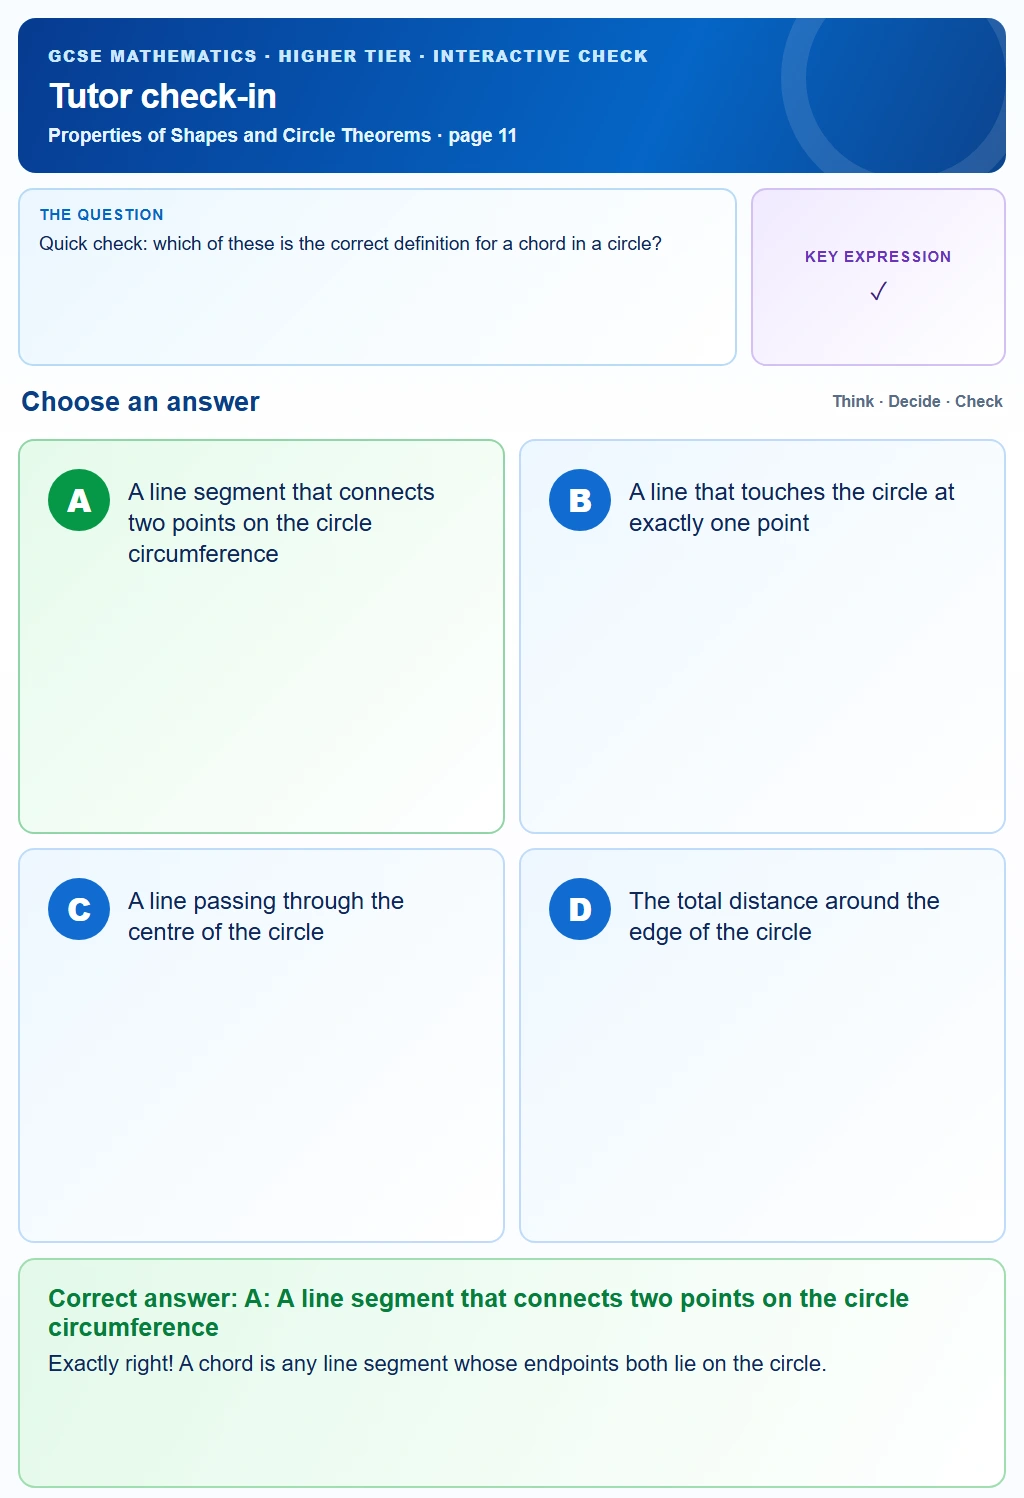 GCSE MATHEMATICS · HIGHER TIER · INTERACTIVE CHECK
Tutor check-in
Properties of Shapes and Circle Theorems · page 11
THE QUESTION
Quick check: which of these is the correct definition for a chord in a circle?
KEY EXPRESSION
✓
Choose an answer
Think · Decide · Check
A
A line segment that connects
two points on the circle
circumference
B
A line that touches the circle at
exactly one point
C
A line passing through the
centre of the circle
D
The total distance around the
edge of the circle
Correct answer: A: A line segment that connects two points on the circle
circumference
Exactly right! A chord is any line segment whose endpoints both lie on the circle.